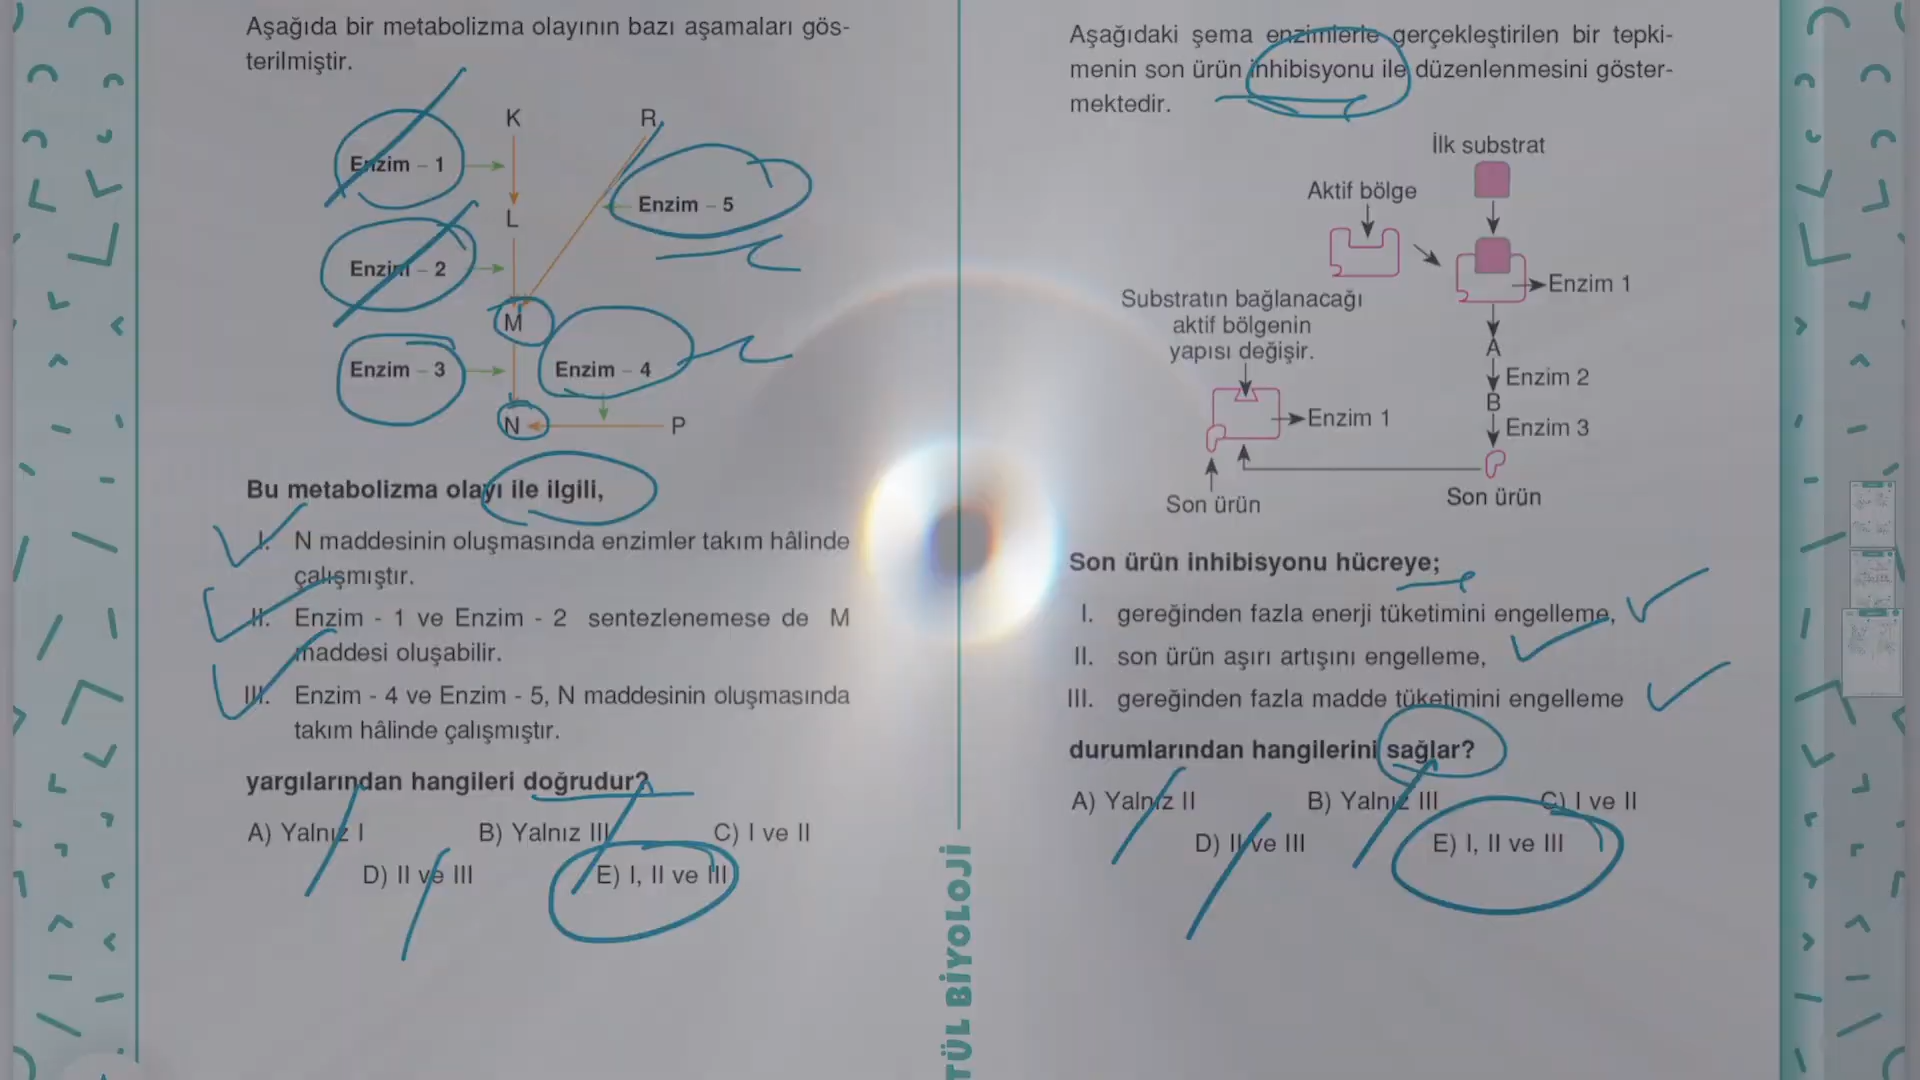 Aşağıda bir metabolizma olayının bazı aşamaları gös-
terilmiştir.
K
R
Enzim - 1
Enzim - 5
L
Enzim - 2
M
Enzim - 3
Enzim - 4
N
P
Bu metabolizma olayı ile ilgili,
I. N maddesinin oluşmasında enzimler takım hâlinde
çalışmıştır.
II. Enzim - 1 ve Enzim - 2 sentezlenemese de M
maddesi oluşabilir.
III. Enzim - 4 ve Enzim - 5, N maddesinin oluşmasında
takım hâlinde çalışmıştır.
yargılarından hangileri doğrudur?
A) Yalnız I
B) Yalnız III
C) I ve II
D) II ve III
E) I, II ve III
TÜL BİYOLOJİ
Aşağıdaki şema enzimlerle gerçekleştirilen bir tepki-
menin son ürün inhibisyonu ile düzenlenmesini göster-
mektedir.
İlk substrat
Aktif bölge
Enzim 1
Substratın bağlanacağı
aktif bölgenin
yapısı değişir.
A
Enzim 2
B
Enzim 1
Enzim 3
Son ürün
Son ürün
Son ürün inhibisyonu hücreye;
I. gereğinden fazla enerji tüketimini engelleme,
II. son ürün aşırı artışını engelleme,
III. gereğinden fazla madde tüketimini engelleme
durumlarından hangilerini sağlar?
A) Yalnız II
B) Yalnız III
C) I ve II
D) II ve III
E) I, II ve III